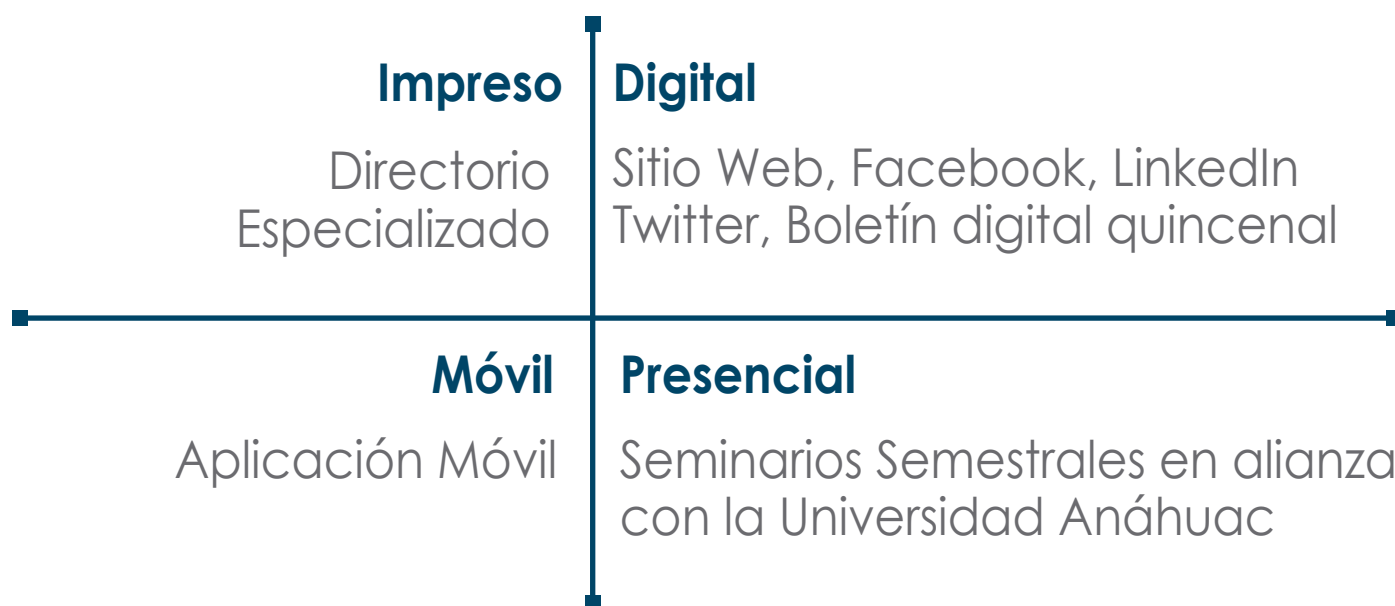 Impreso
Directorio
Especializado
Digital
Sitio Web, Facebook, LinkedIn
Twitter, Boletín digital quincenal
Móvil
Aplicación Móvil
Presencial
Seminarios Semestrales en alianza
con la Universidad Anáhuac